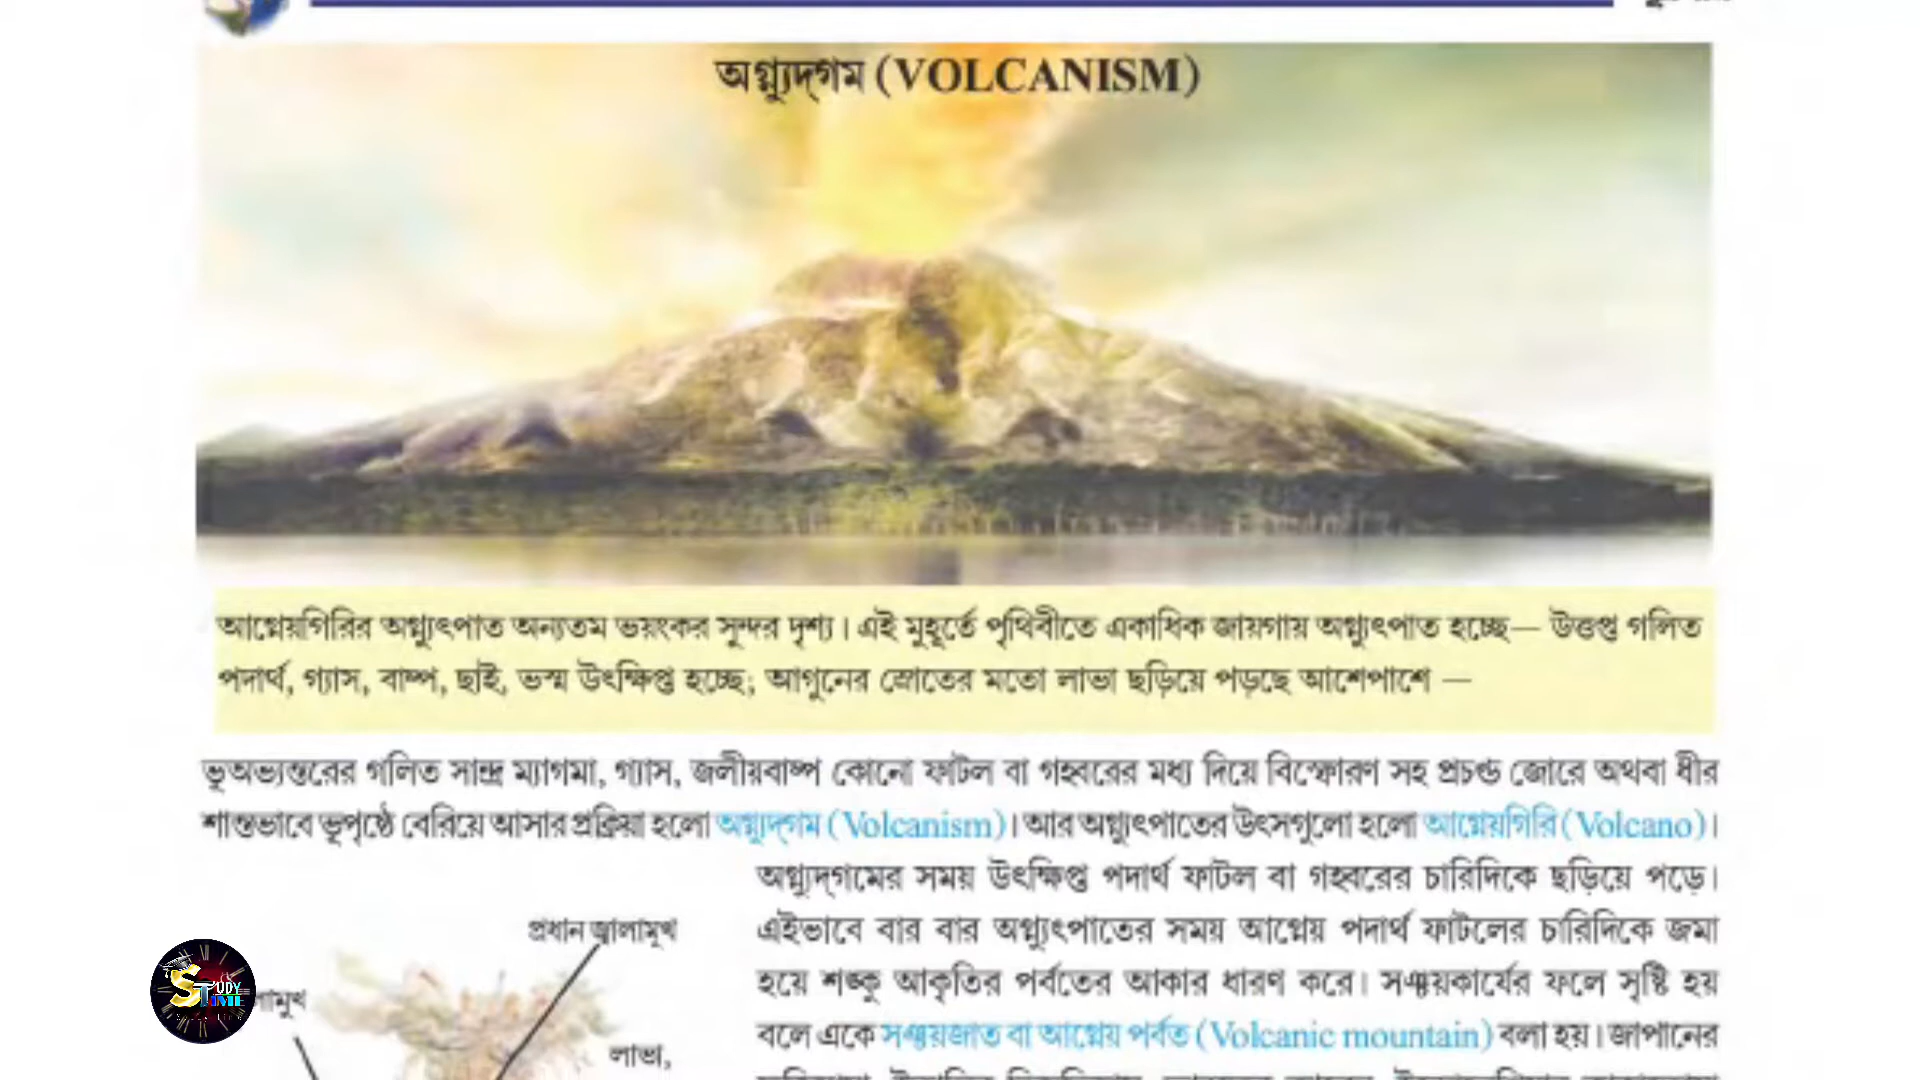 অগ্ন্যুদ্‌গম (VOLCANISM)
আগ্নেয়গিরির অগ্ন্যুৎপাত অন্যতম ভয়ংকর সুন্দর দৃশ্য। এই মুহূর্তে পৃথিবীতে একাধিক জায়গায় অগ্ন্যুৎপাত হচ্ছে— উত্তপ্ত গলিত
পদার্থ, গ্যাস, বাষ্প, ছাই, ভস্ম উৎক্ষিপ্ত হচ্ছে; আগুনের স্রোতের মতো লাভা ছড়িয়ে পড়ছে আশেপাশে —
ভূঅভ্যন্তরের গলিত সান্দ্র ম্যাগমা, গ্যাস, জলীয়বাষ্প কোনো ফাটল বা গহ্বরের মধ্য দিয়ে বিস্ফোরণ সহ প্রচণ্ড জোরে অথবা ধীর
শান্তভাবে ভূপৃষ্ঠে বেরিয়ে আসার প্রক্রিয়া হলো অগ্ন্যুদ্‌গম (Volcanism)। আর অগ্ন্যুৎপাতের উৎসগুলো হলো আগ্নেয়গিরি (Volcano)।
অগ্ন্যুদ্‌গমের সময় উৎক্ষিপ্ত পদার্থ ফাটল বা গহ্বরের চারিদিকে ছড়িয়ে পড়ে।
এইভাবে বার বার অগ্ন্যুৎপাতের সময় আগ্নেয় পদার্থ ফাটলের চারিদিকে জমা
হয়ে শঙ্কু আকৃতির পর্বতের আকার ধারণ করে। সঞ্চয়কার্যের ফলে সৃষ্টি হয়
বলে একে সঞ্চয়জাত বা আগ্নেয় পর্বত (Volcanic mountain) বলা হয়। জাপানের
প্রধান জ্বালামুখ
লাভা,
STUDY
TIME